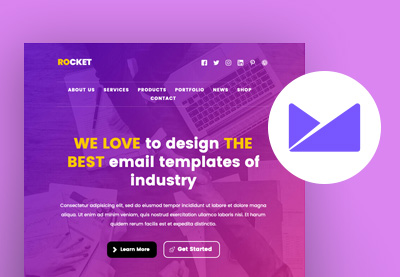 ROCKET
ABOUT US SERVICES PRODUCTS PORTFOLIO NEWS SHOP
CONTACT
WE LOVE to design THE
BEST email templates of
industry
Consectetur adipisicing elit, sed do eiusmod tempor incididunt ut labore et dolore magna
aliqua. Ut enim ad minim veniam, quis nostrud exercitation ullamco laboris nisi. Et harum
quidem rerum facilis est et expedita distinctio.
Learn More Get Started